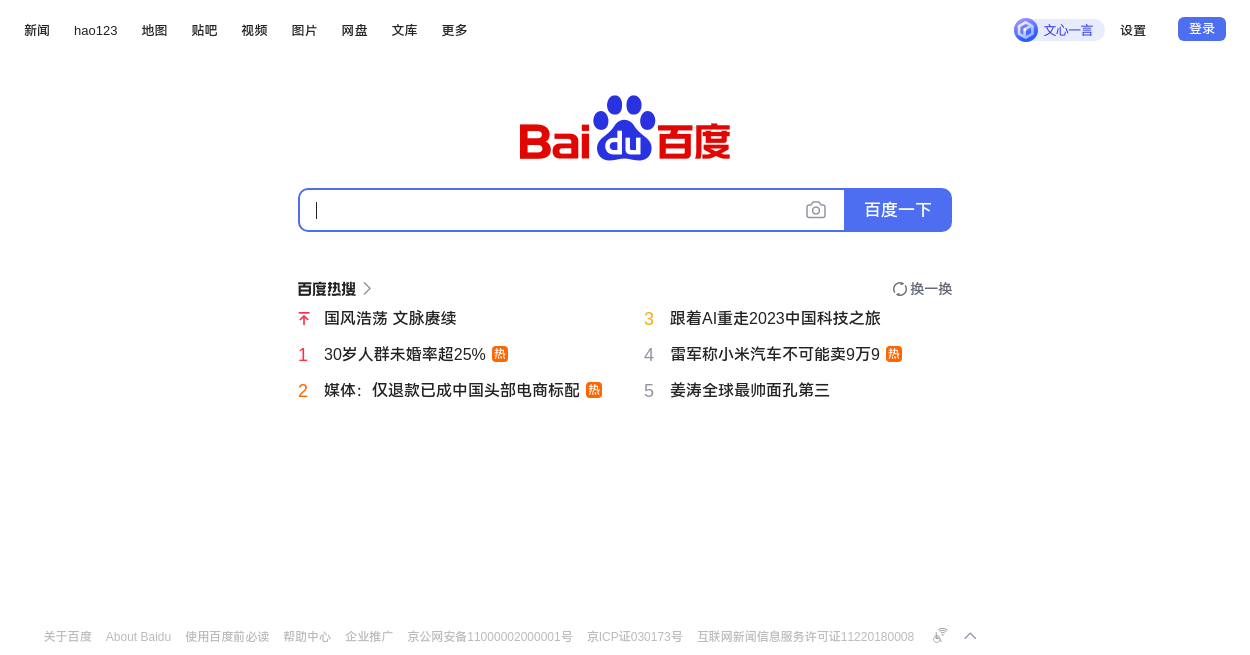 新闻 hao123 地图 贴吧 视频 图片 网盘 文库 更多 文心一言 设置 登录
Bai du 百度
百度一下
百度热搜 换一换
国风浩荡 文脉赓续
1 30岁人群未婚率超25% 热
2 媒体：仅退款已成中国头部电商标配 热
3 跟着AI重走2023中国科技之旅
4 雷军称小米汽车不可能卖9万9 热
5 姜涛全球最帅面孔第三
关于百度 About Baidu 使用百度前必读 帮助中心 企业推广 京公网安备11000002000001号 京ICP证030173号 互联网新闻信息服务许可证11220180008